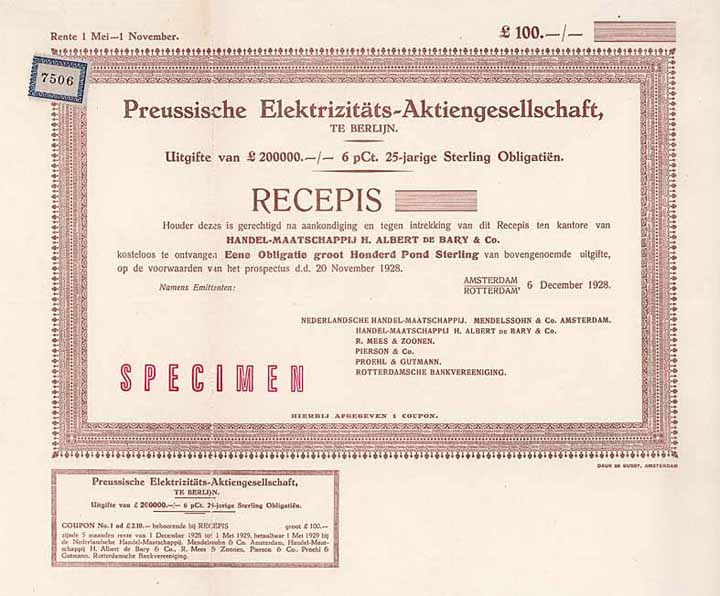 Rente 1 Mei—1 November.
£ 100.—/—
7506
Preussische Elektrizitäts-Aktiengesellschaft,
TE BERLIJN.
Uitgifte van £ 200000.—/— 6 pCt. 25-jarige Sterling Obligatiën.
RECEPIS
Houder dezes is gerechtigd na aankondiging en tegen intrekking van dit Recepis ten kantore van
HANDEL-MAATSCHAPPIJ H. ALBERT DE BARY & Co.
kosteloos te ontvangen Eene Obligatie groot Honderd Pond Sterling van bovengenoemde uitgifte,
op de voorwaarden van het prospectus d.d. 20 November 1928.
Namens Emittenten:
AMSTERDAM
ROTTERDAM, 6 December 1928.
NEDERLANDSCHE HANDEL-MAATSCHAPPIJ. MENDELSSOHN & Co. AMSTERDAM.
HANDEL-MAATSCHAPPIJ H. ALBERT DE BARY & Co.
R. MEES & ZOONEN.
PIERSON & Co.
PROEHL & GUTMANN.
ROTTERDAMSCHE BANKVEREENIGING.
SPECIMEN
HIERBIJ AFGEGEVEN 1 COUPON.
DRUK DE BUSSY, AMSTERDAM
Preussische Elektrizitäts-Aktiengesellschaft,
TE BERLIJN.
Uitgifte van £ 200000.—/— 6 pCt. 25-jarige Sterling Obligatiën.
COUPON No. 1 ad £ 2.10.— behoorende bij RECEPIS groot £ 100.—
zijnde 5 maanden rente van 1 December 1928 tot 1 Mei 1929, betaalbaar 1 Mei 1929 bij
de Nederlandsche Handel-Maatschappij, Mendelssohn & Co. Amsterdam, Handel-Maat-
schappij H. Albert de Bary & Co., R. Mees & Zoonen, Pierson & Co., Proehl &
Gutmann, Rotterdamsche Bankvereeniging.